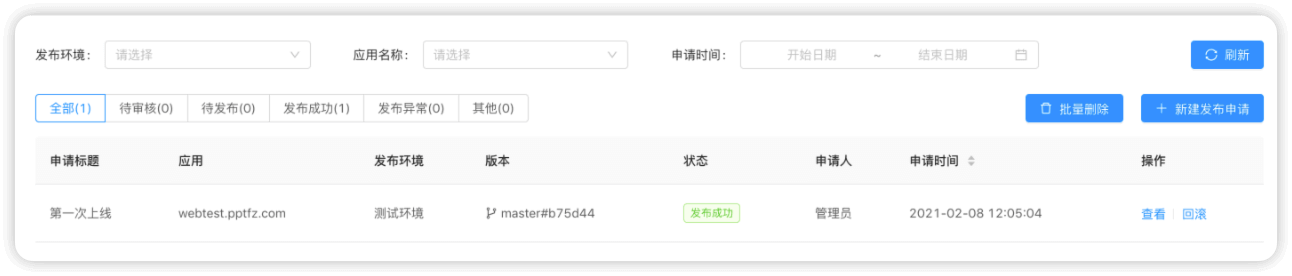 发布环境: 请选择 应用名称: 请选择 申请时间: 开始日期 ~ 结束日期 刷新
全部(1) 待审核(0) 待发布(0) 发布成功(1) 发布异常(0) 其他(0) 批量删除 + 新建发布申请
申请标题 应用 发布环境 版本 状态 申请人 申请时间 操作
第一次上线 webtest.pptfz.com 测试环境 master#b75d44 发布成功 管理员 2021-02-08 12:05:04 查看 回滚